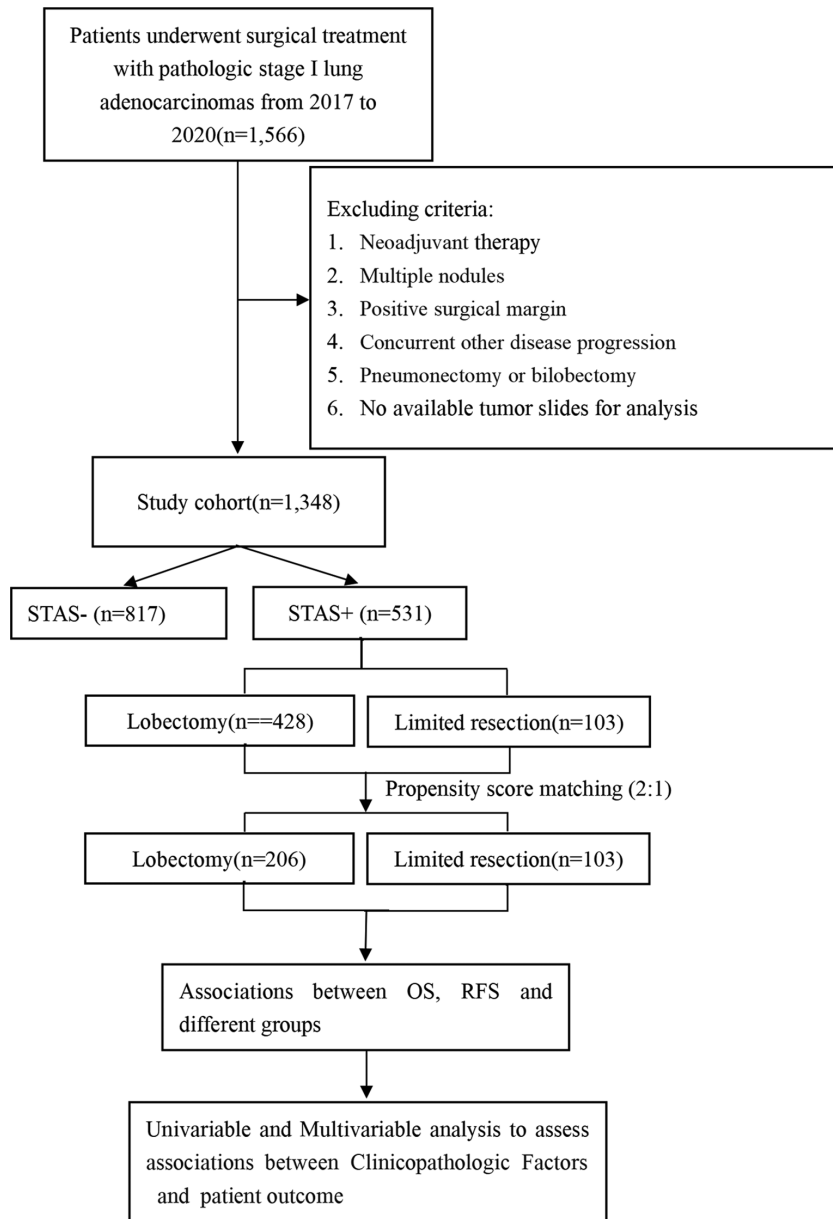 Patients underwent surgical treatment
with pathologic stage I lung
adenocarcinomas from 2017 to
2020(n=1,566)
Excluding criteria:
1. Neoadjuvant therapy
2. Multiple nodules
3. Positive surgical margin
4. Concurrent other disease progression
5. Pneumonectomy or bilobectomy
6. No available tumor slides for analysis
Study cohort(n=1,348)
STAS- (n=817)
STAS+ (n=531)
Lobectomy(n==428)
Limited resection(n=103)
Propensity score matching (2:1)
Lobectomy(n=206)
Limited resection(n=103)
Associations between OS, RFS and
different groups
Univariable and Multivariable analysis to assess
associations between Clinicopathologic Factors
and patient outcome